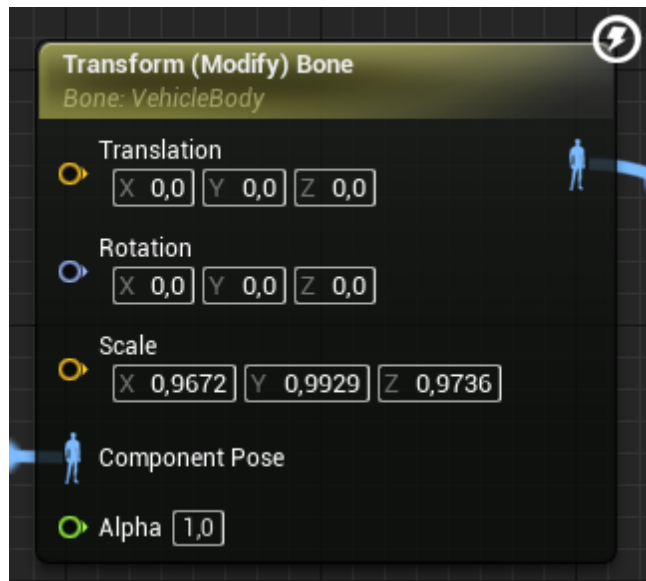 Transform (Modify) Bone
Bone: VehicleBody
Translation
X 0,0 Y 0,0 Z 0,0
Rotation
X 0,0 Y 0,0 Z 0,0
Scale
X 0,9672 Y 0,9929 Z 0,9736
Component Pose
Alpha 1,0